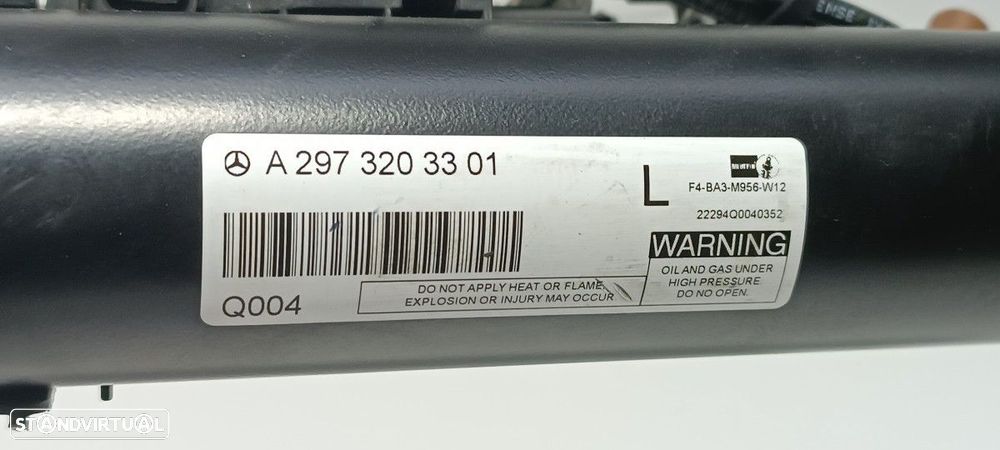 A 297 320 33 01
L
F4-BA3-M956-W12
22294Q0040352
WARNING
OIL AND GAS UNDER
HIGH PRESSURE
DO NO OPEN.
DO NOT APPLY HEAT OR FLAME
EXPLOSION OR INJURY MAY OCCUR
Q004
STANDVIRTUAL